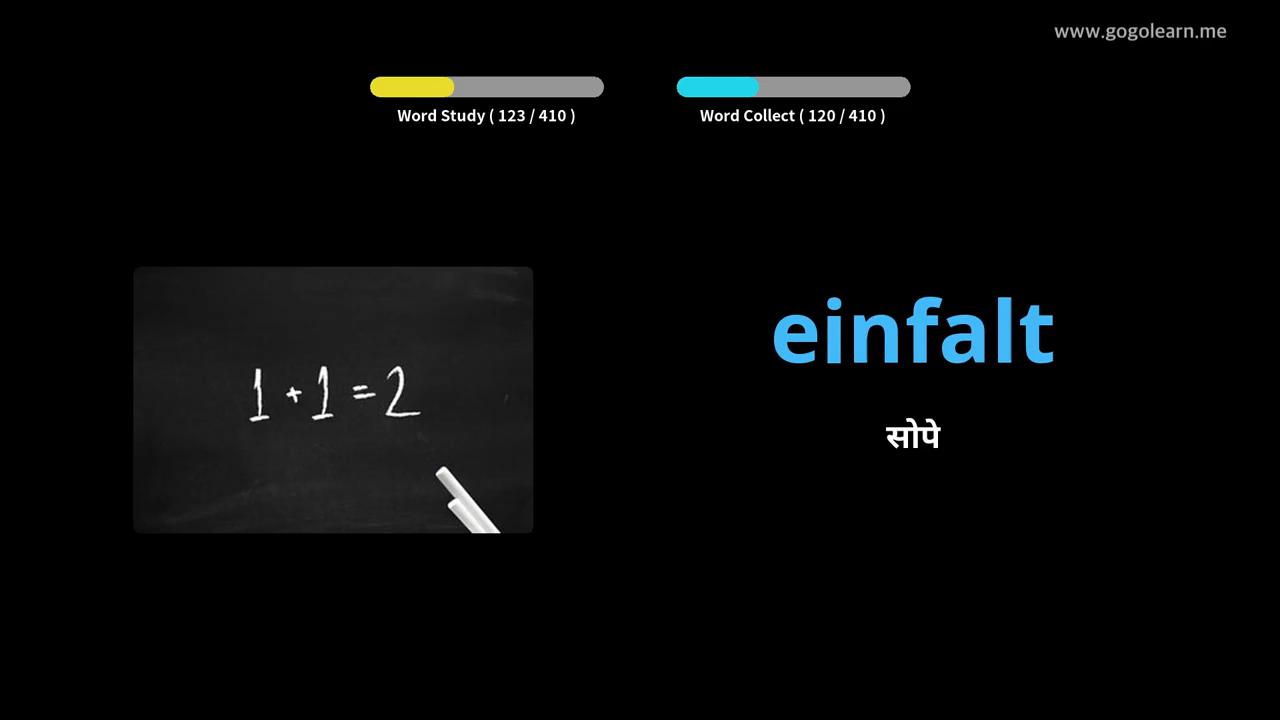 www.gogolearn.me
Word Study ( 123 / 410 )
Word Collect ( 120 / 410 )
1 + 1 = 2
einfalt
सोपे